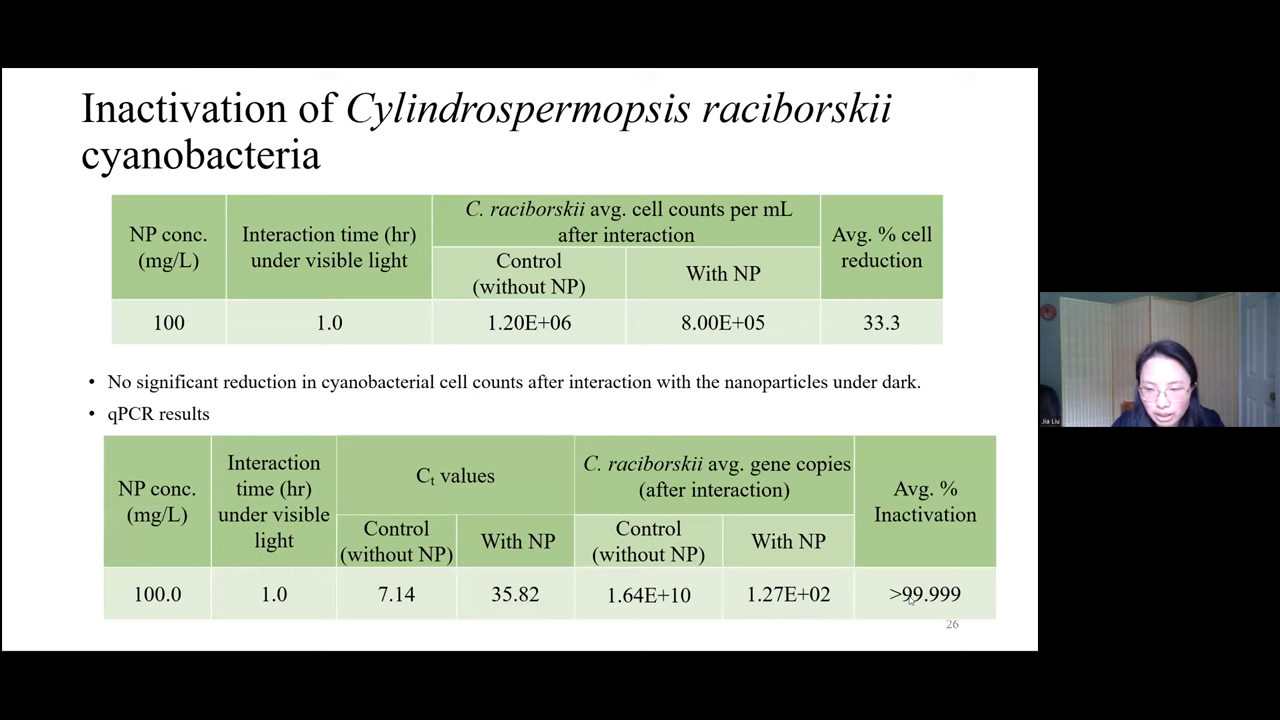 Inactivation of Cylindrospermopsis raciborskii
cyanobacteria
NP conc.
(mg/L)
Interaction time (hr)
under visible light
C. raciborskii avg. cell counts per mL
after interaction
Avg. % cell
reduction
Control
(without NP)
With NP
100
1.0
1.20E+06
8.00E+05
33.3
• No significant reduction in cyanobacterial cell counts after interaction with the nanoparticles under dark.
• qPCR results
NP conc.
(mg/L)
Interaction
time (hr)
under visible
light
Ct values
C. raciborskii avg. gene copies
(after interaction)
Avg. %
Inactivation
Control
(without NP)
With NP
Control
(without NP)
With NP
100.0
1.0
7.14
35.82
1.64E+10
1.27E+02
>99.999
26
Jia Liu